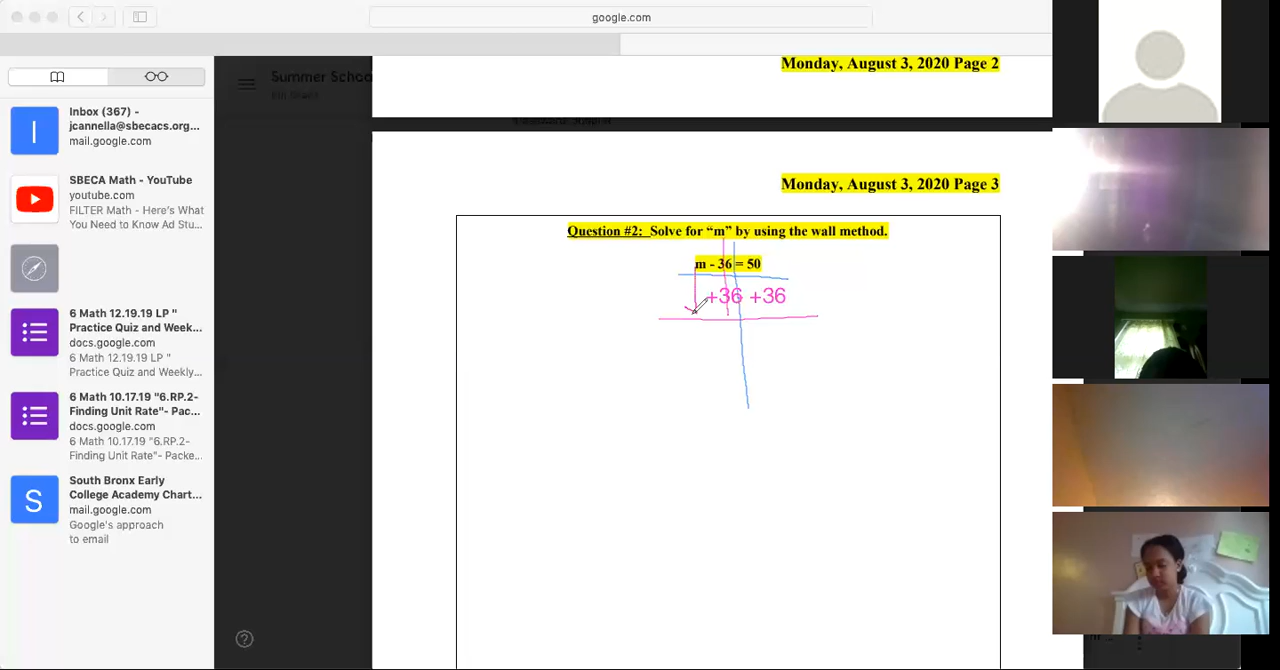 google.com
Inbox (367) -
jcannella@sbecacs.org...
mail.google.com
SBECA Math - YouTube
youtube.com
FILTER Math - Here's What
You Need to Know Ad Stu...
6 Math 12.19.19 LP "
Practice Quiz and Week...
docs.google.com
6 Math 12.19.19 LP "
Practice Quiz and Weekly...
6 Math 10.17.19 "6.RP.2-
Finding Unit Rate"- Pac...
docs.google.com
6 Math 10.17.19 "6.RP.2-
Finding Unit Rate"- Packe...
South Bronx Early
College Academy Chart...
mail.google.com
Google's approach
to email
Summer Schoo
Monday, August 3, 2020 Page 2
Monday, August 3, 2020 Page 3
Question #2: Solve for “m” by using the wall method.
m - 36 = 50
+36 +36